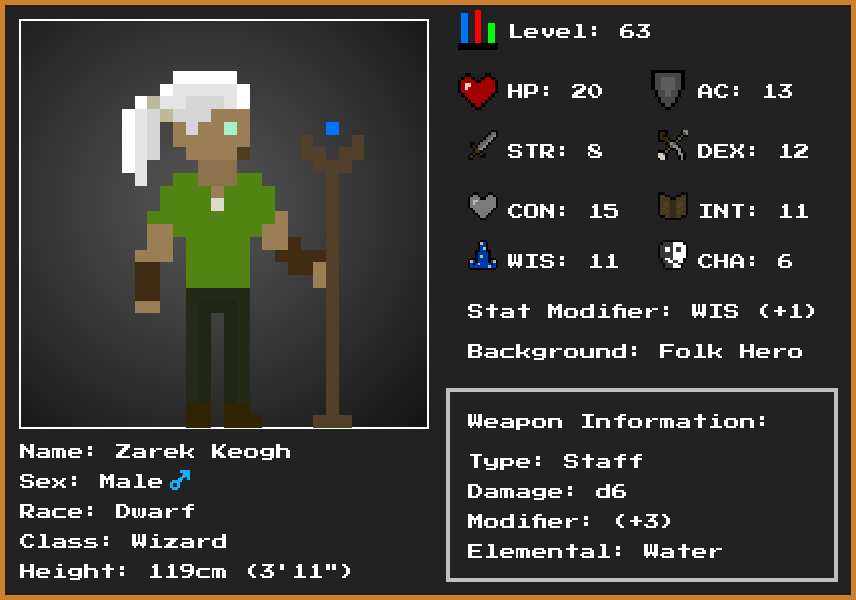 Level: 63
HP: 20 AC: 13
STR: 8 DEX: 12
CON: 15 INT: 11
WIS: 11 CHA: 6
Stat Modifier: WIS (+1)
Background: Folk Hero
Weapon Information:
Type: Staff
Damage: d6
Modifier: (+3)
Elemental: Water
Name: Zarek Keogh
Sex: Male♂
Race: Dwarf
Class: Wizard
Height: 119cm (3'11")